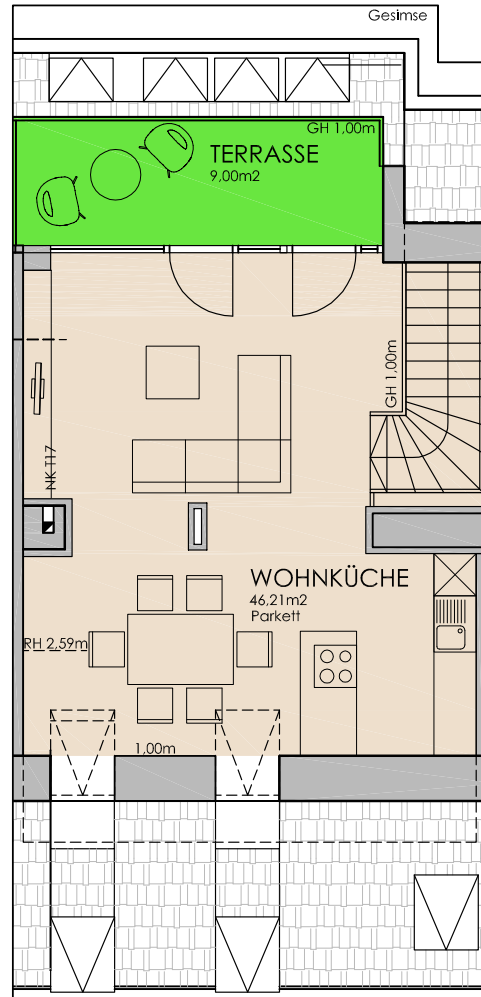 Gesimse
GH 1,00m
TERRASSE
9,00m2
GH 1,00m
NK T17
WOHNKÜCHE
46,21m2
Parkett
RH 2,59m
1,00m